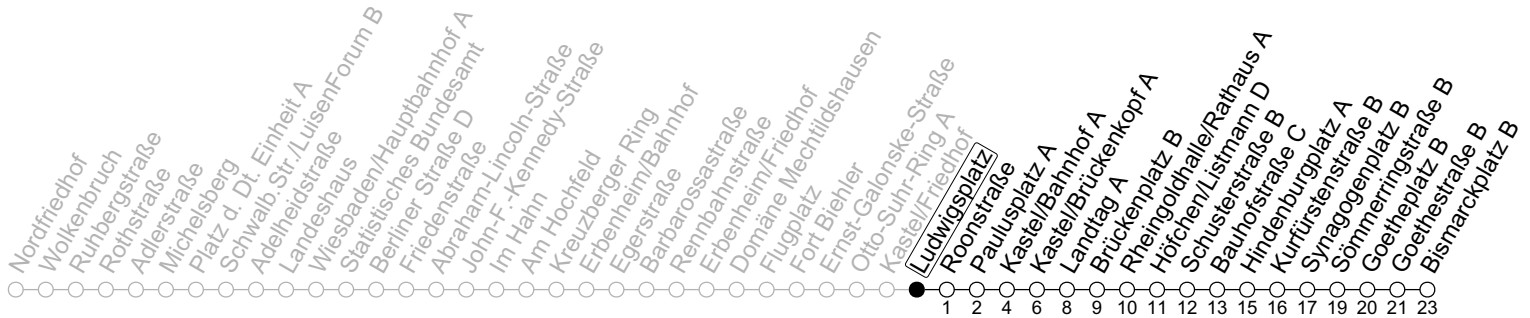 Nordfriedhof
Wolkenbruch
Ruhbergstraße
Rothstraße
Adlerstraße
Michelsberg
Platz d. Dt. Einheit A
Schwalb.Str./LuisenForum B
Adelheidstraße
Landeshaus
Wiesbaden/Hauptbahnhof A
Statistisches Bundesamt
Berliner Straße D
Friedenstraße
Abraham-Lincoln-Straße
John-F.-Kennedy-Straße
Im Hahn
Am Hochfeld
Kreuzberger Ring
Erbenheim/Bahnhof
Egerstraße
Barbarossastraße
Rennbahnstraße
Erbenheim/Friedhof
Domäne Mechtildshausen
Flugplatz
Fort Biehler
Ernst-Galonske-Straße
Otto-Suhr-Ring A
Kastel/Friedhof
Ludwigsplatz
Roonstraße
Paulusplatz A
Kastel/Bahnhof A
Kastel/Brückenkopf A
Landtag A
Brückenplatz B
Rheingoldhalle/Rathaus A
Höfchen/Listmann D
Schusterstraße B
Bauhofstraße C
Hindenburgplatz A
Kurfürstenstraße B
Synagogenplatz B
Sömmerringstraße B
Goetheplatz B
Goethestraße B
Bismarckplatz B
1 2 4 6 8 9 10 11 12 13 15 16 17 19 20 21 23